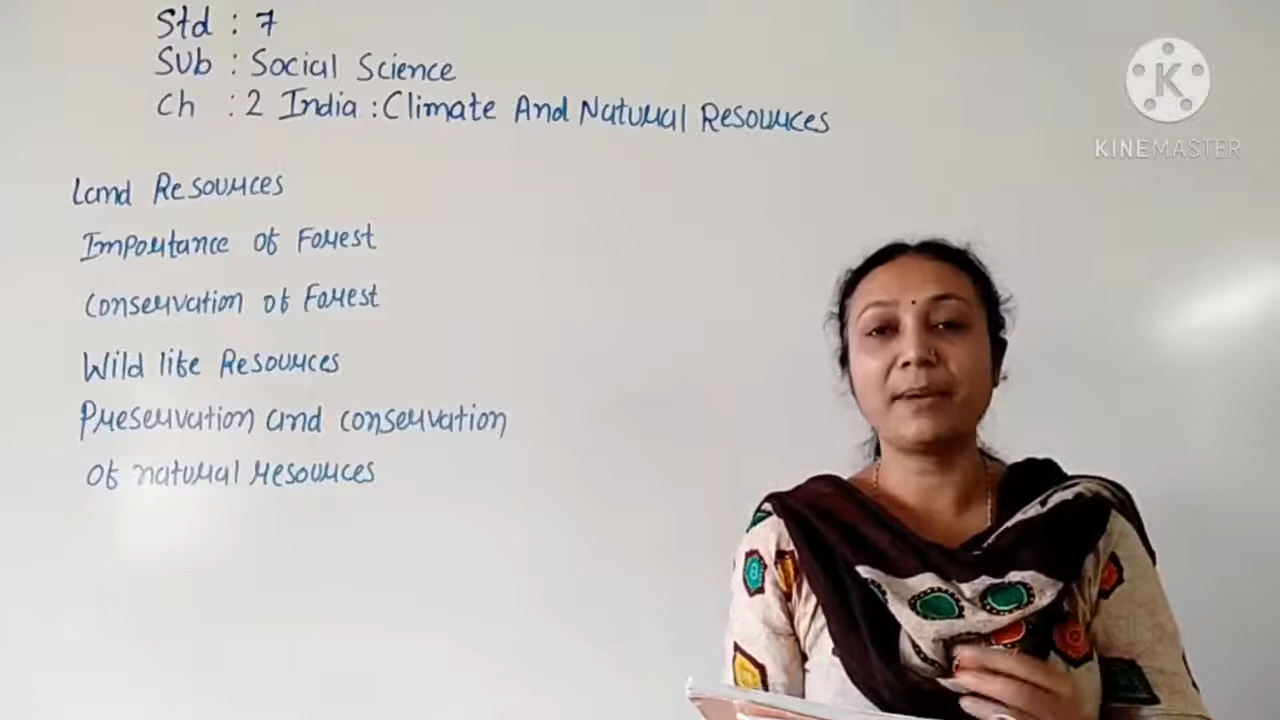 Std : 7
Sub : Social Science
Ch : 2 India : Climate And Natural Resources
K
KINEMASTER
Land Resources
Importance of Forest
Conservation of Forest
Wild life Resources
Preservation and conservation
of natural resources